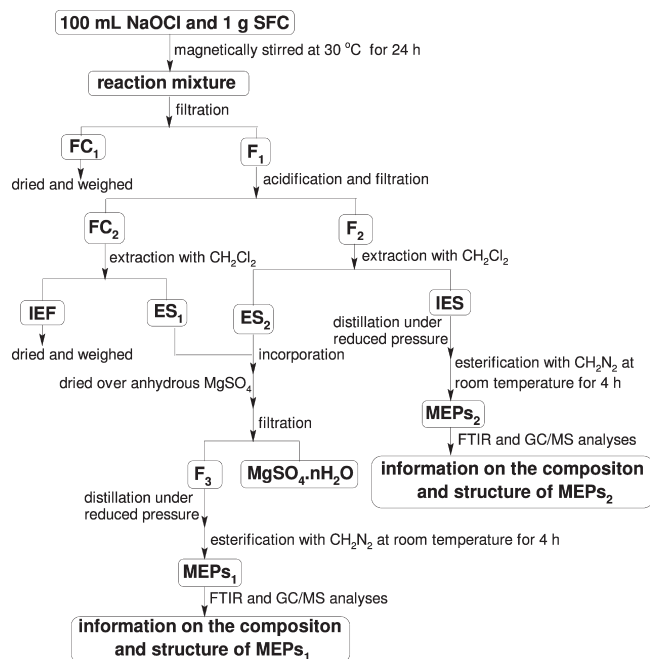 100 mL NaOCl and 1 g SFC
magnetically stirred at 30 °C for 24 h
reaction mixture
filtration
FC₁
F₁
dried and weighed
acidification and filtration
FC₂
F₂
extraction with CH₂Cl₂
extraction with CH₂Cl₂
IEF
ES₁
ES₂
IES
dried and weighed
incorporation
distillation under
reduced pressure
dried over anhydrous MgSO₄
esterification with CH₂N₂ at
room temperature for 4 h
filtration
MEPs₂
FTIR and GC/MS analyses
F₃
MgSO₄.nH₂O
information on the compositon
and structure of MEPs₂
distillation under
reduced pressure
esterification with CH₂N₂ at room temperature for 4 h
MEPs₁
FTIR and GC/MS analyses
information on the compositon
and structure of MEPs₁